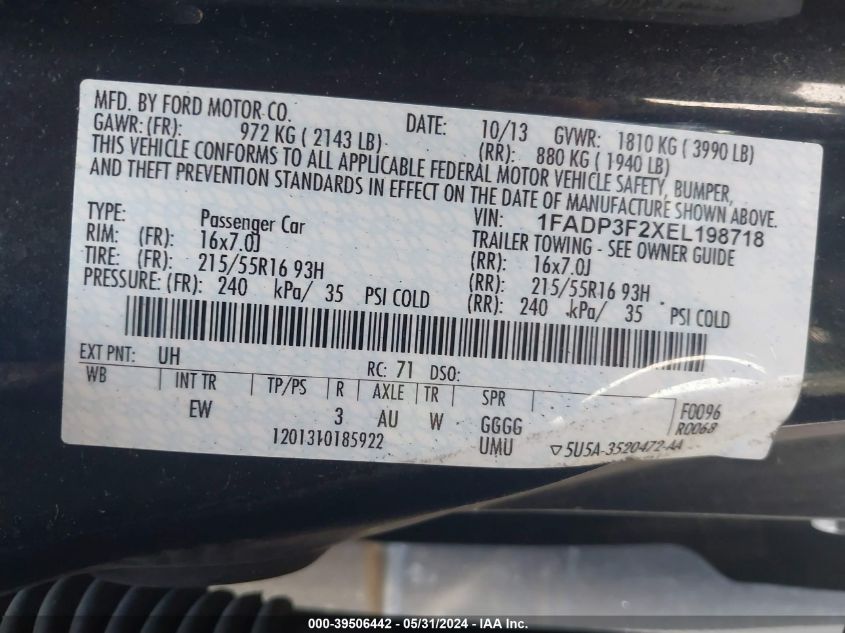 MFD. BY FORD MOTOR CO.
DATE: 10/13 GVWR: 1810 KG ( 3990 LB)
GAWR: (FR): 972 KG ( 2143 LB) (RR): 880 KG ( 1940 LB)
THIS VEHICLE CONFORMS TO ALL APPLICABLE FEDERAL MOTOR VEHICLE SAFETY, BUMPER,
AND THEFT PREVENTION STANDARDS IN EFFECT ON THE DATE OF MANUFACTURE SHOWN ABOVE.
VIN: 1FADP3F2XEL198718
TYPE: Passenger Car TRAILER TOWING - SEE OWNER GUIDE
RIM: (FR): 16x7.0J (RR): 16x7.0J
TIRE: (FR): 215/55R16 93H (RR): 215/55R16 93H
PRESSURE: (FR): 240 kPa/ 35 PSI COLD (RR): 240 kPa/ 35 PSI COLD
EXT PNT: UH RC: 71 DSO:
WB INT TR TP/PS R AXLE TR SPR
EW 3 AU W GGGG F0096
UMU R0068
1201310185922 5U5A-3520472-AA
000-39506442 - 05/31/2024 - IAA Inc.